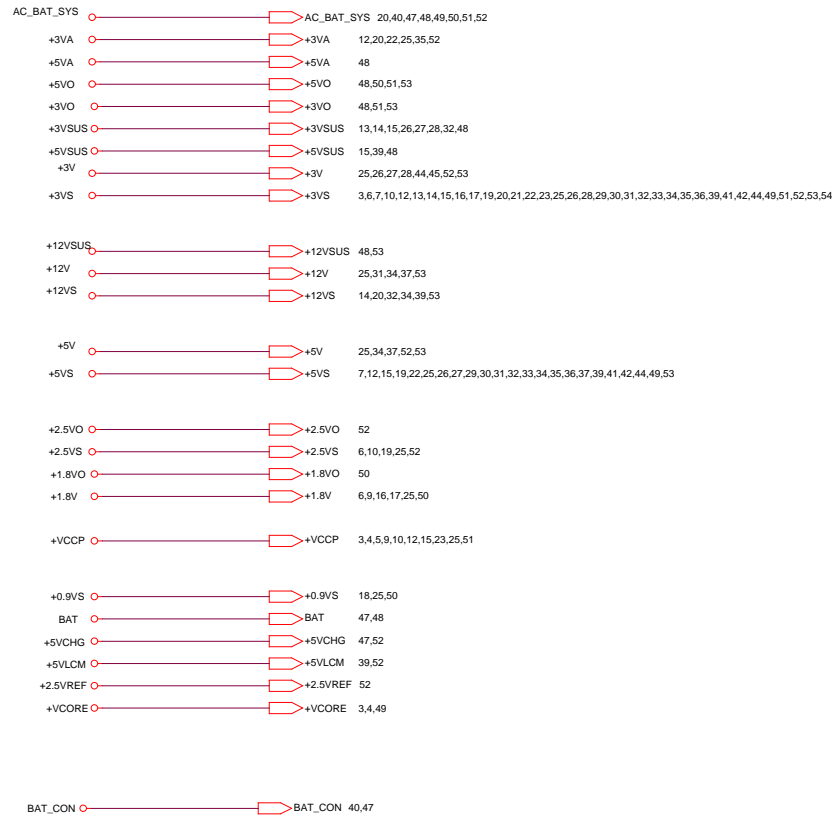 AC_BAT_SYS AC_BAT_SYS 20,40,47,48,49,50,51,52
+3VA +3VA 12,20,22,25,35,52
+5VA +5VA 48
+5VO +5VO 48,50,51,53
+3VO +3VO 48,51,53
+3VSUS +3VSUS 13,14,15,26,27,28,32,48
+5VSUS +5VSUS 15,39,48
+3V +3V 25,26,27,28,44,45,52,53
+3VS +3VS 3,6,7,10,12,13,14,15,16,17,19,20,21,22,23,25,26,28,29,30,31,32,33,34,35,36,39,41,42,44,49,51,52,53,54
+12VSUS +12VSUS 48,53
+12V +12V 25,31,34,37,53
+12VS +12VS 14,20,32,34,39,53
+5V +5V 25,34,37,52,53
+5VS +5VS 7,12,15,19,22,25,26,27,29,30,31,32,33,34,35,36,37,39,41,42,44,49,53
+2.5VO +2.5VO 52
+2.5VS +2.5VS 6,10,19,25,52
+1.8VO +1.8VO 50
+1.8V +1.8V 6,9,16,17,25,50
+VCCP +VCCP 3,4,5,9,10,12,15,23,25,51
+0.9VS +0.9VS 18,25,50
BAT BAT 47,48
+5VCHG +5VCHG 47,52
+5VLCM +5VLCM 39,52
+2.5VREF +2.5VREF 52
+VCORE +VCORE 3,4,49
BAT_CON BAT_CON 40,47